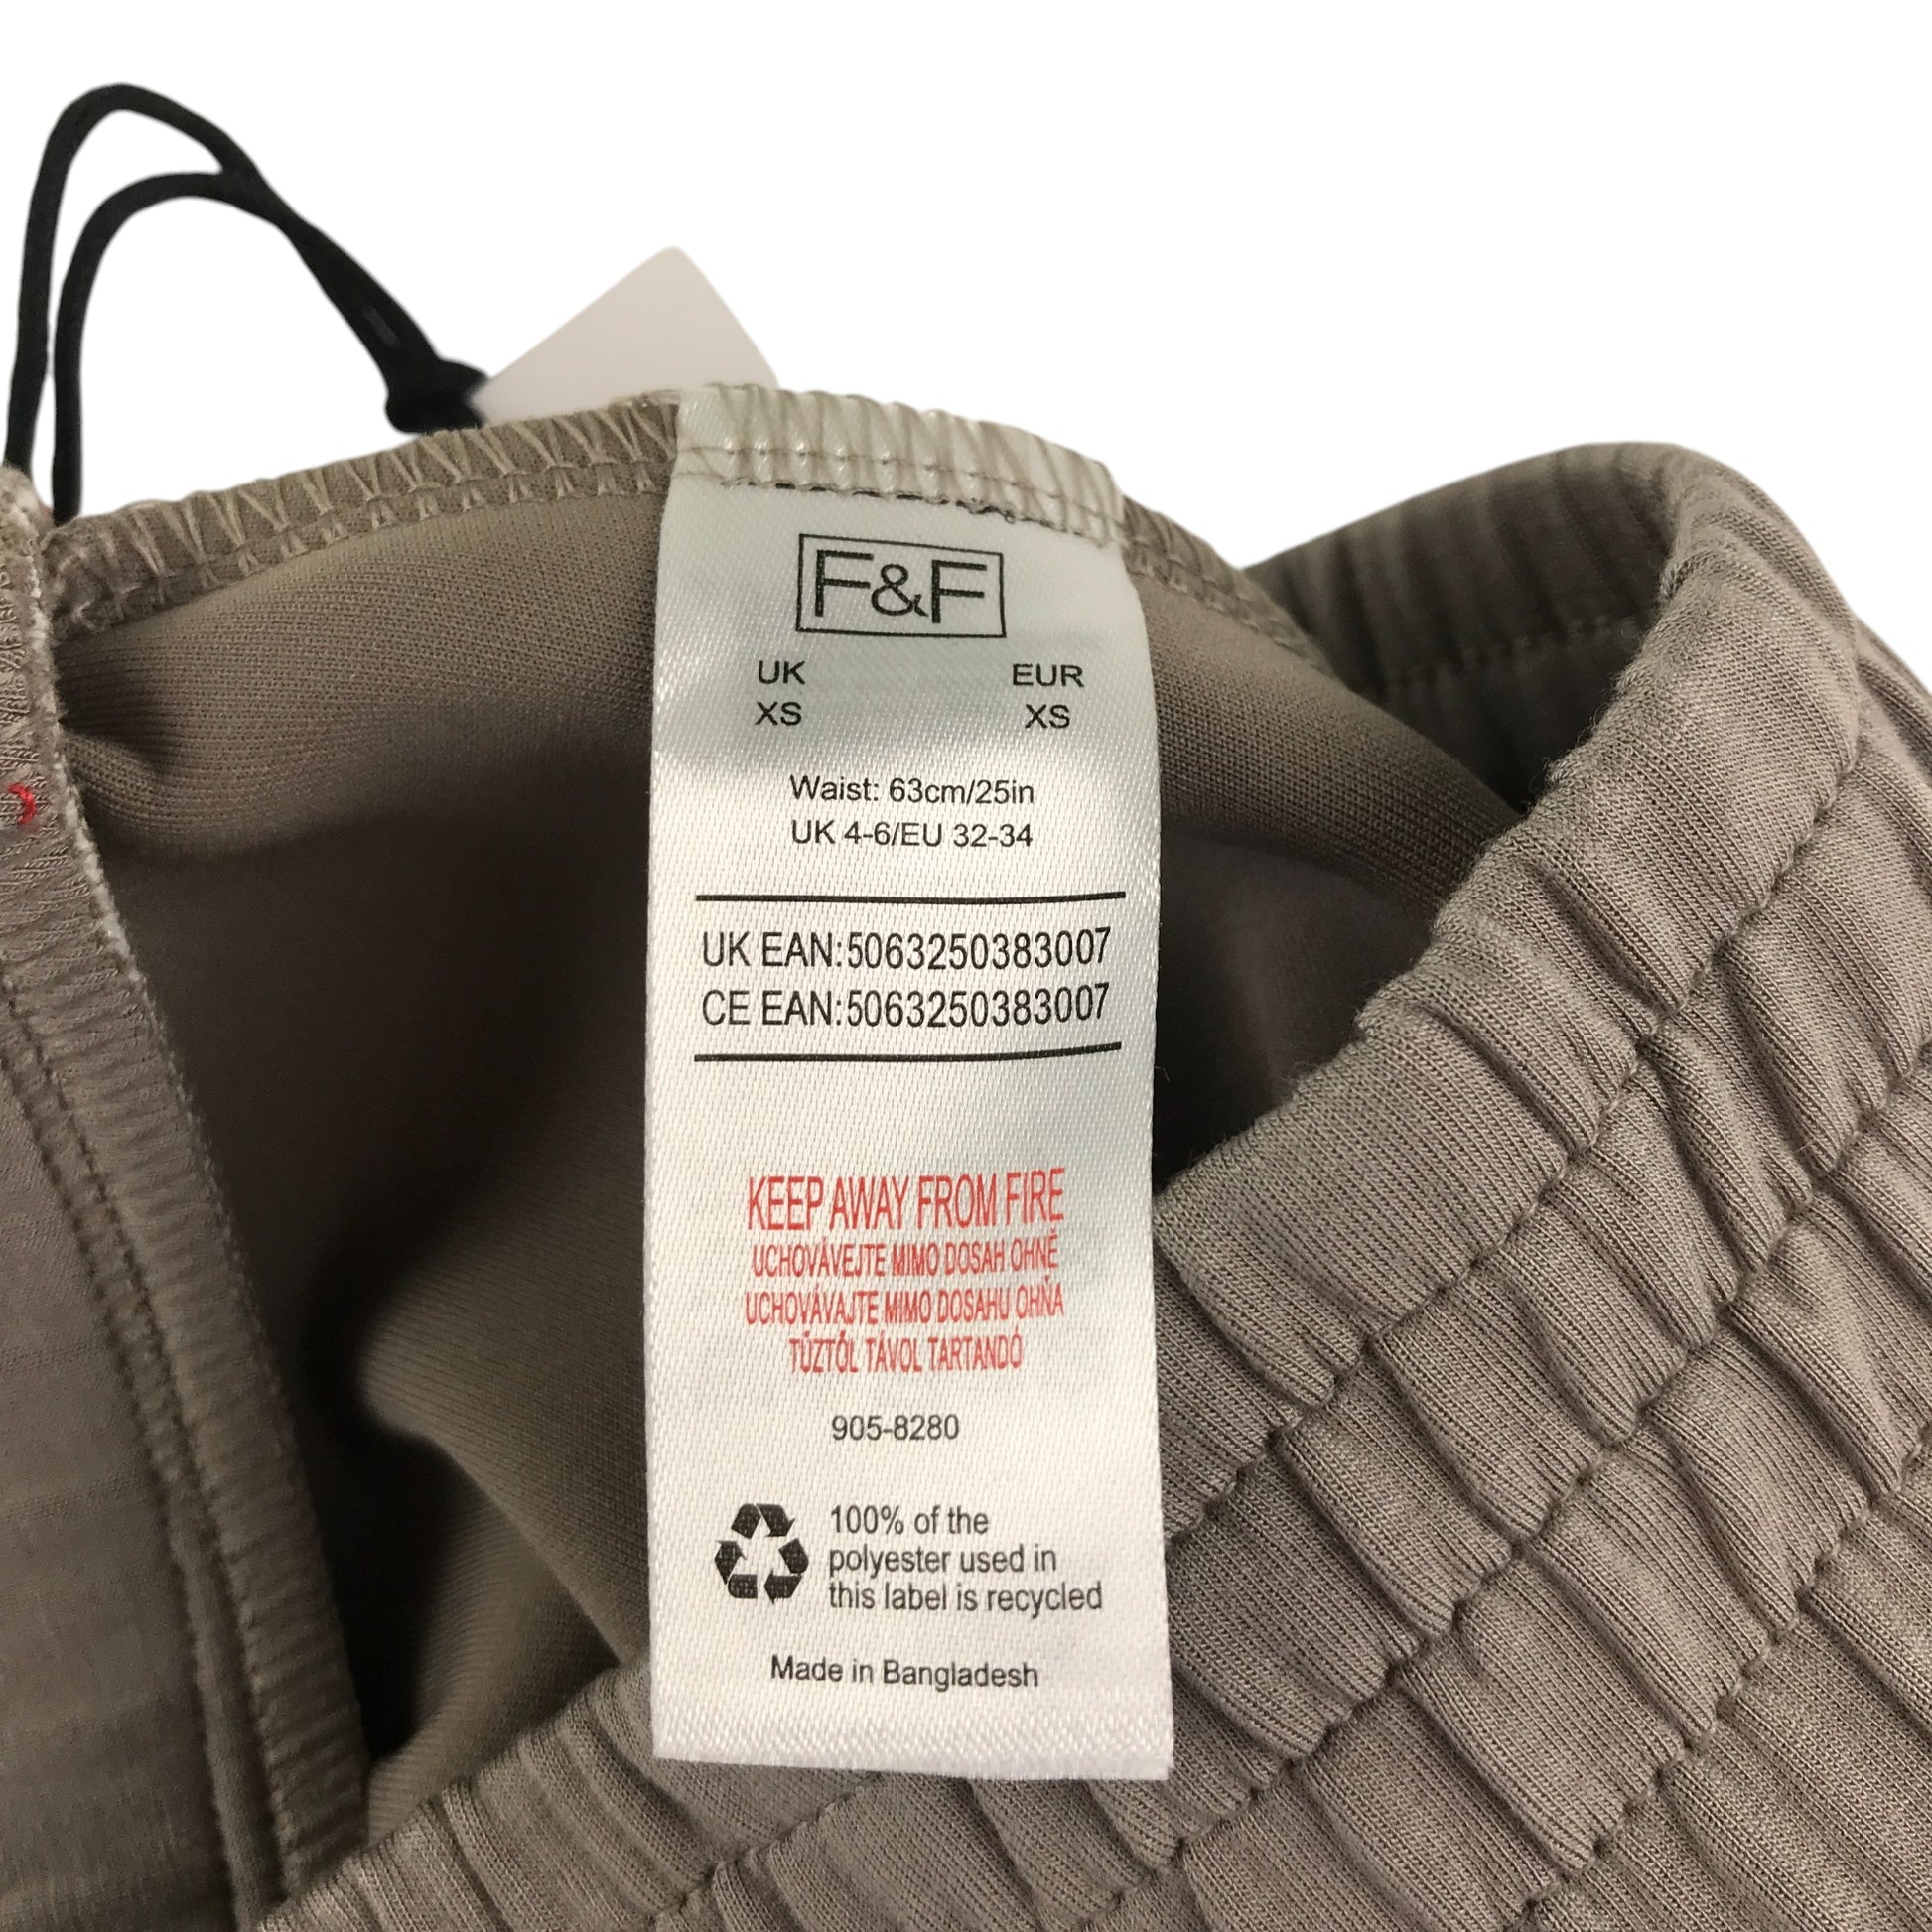 F&F
UK EUR
XS XS
Waist: 63cm/25in
UK 4-6/EU 32-34
UK EAN:5063250383007
CE EAN:5063250383007
KEEP AWAY FROM FIRE
UCHOVÁVEJTE MIMO DOSAH OHNĚ
UCHOVÁVAJTE MIMO DOSAHU OHŇA
TŰZTŐL TÁVOL TARTANDÓ
905-8280
100% of the
polyester used in
this label is recycled
Made in Bangladesh